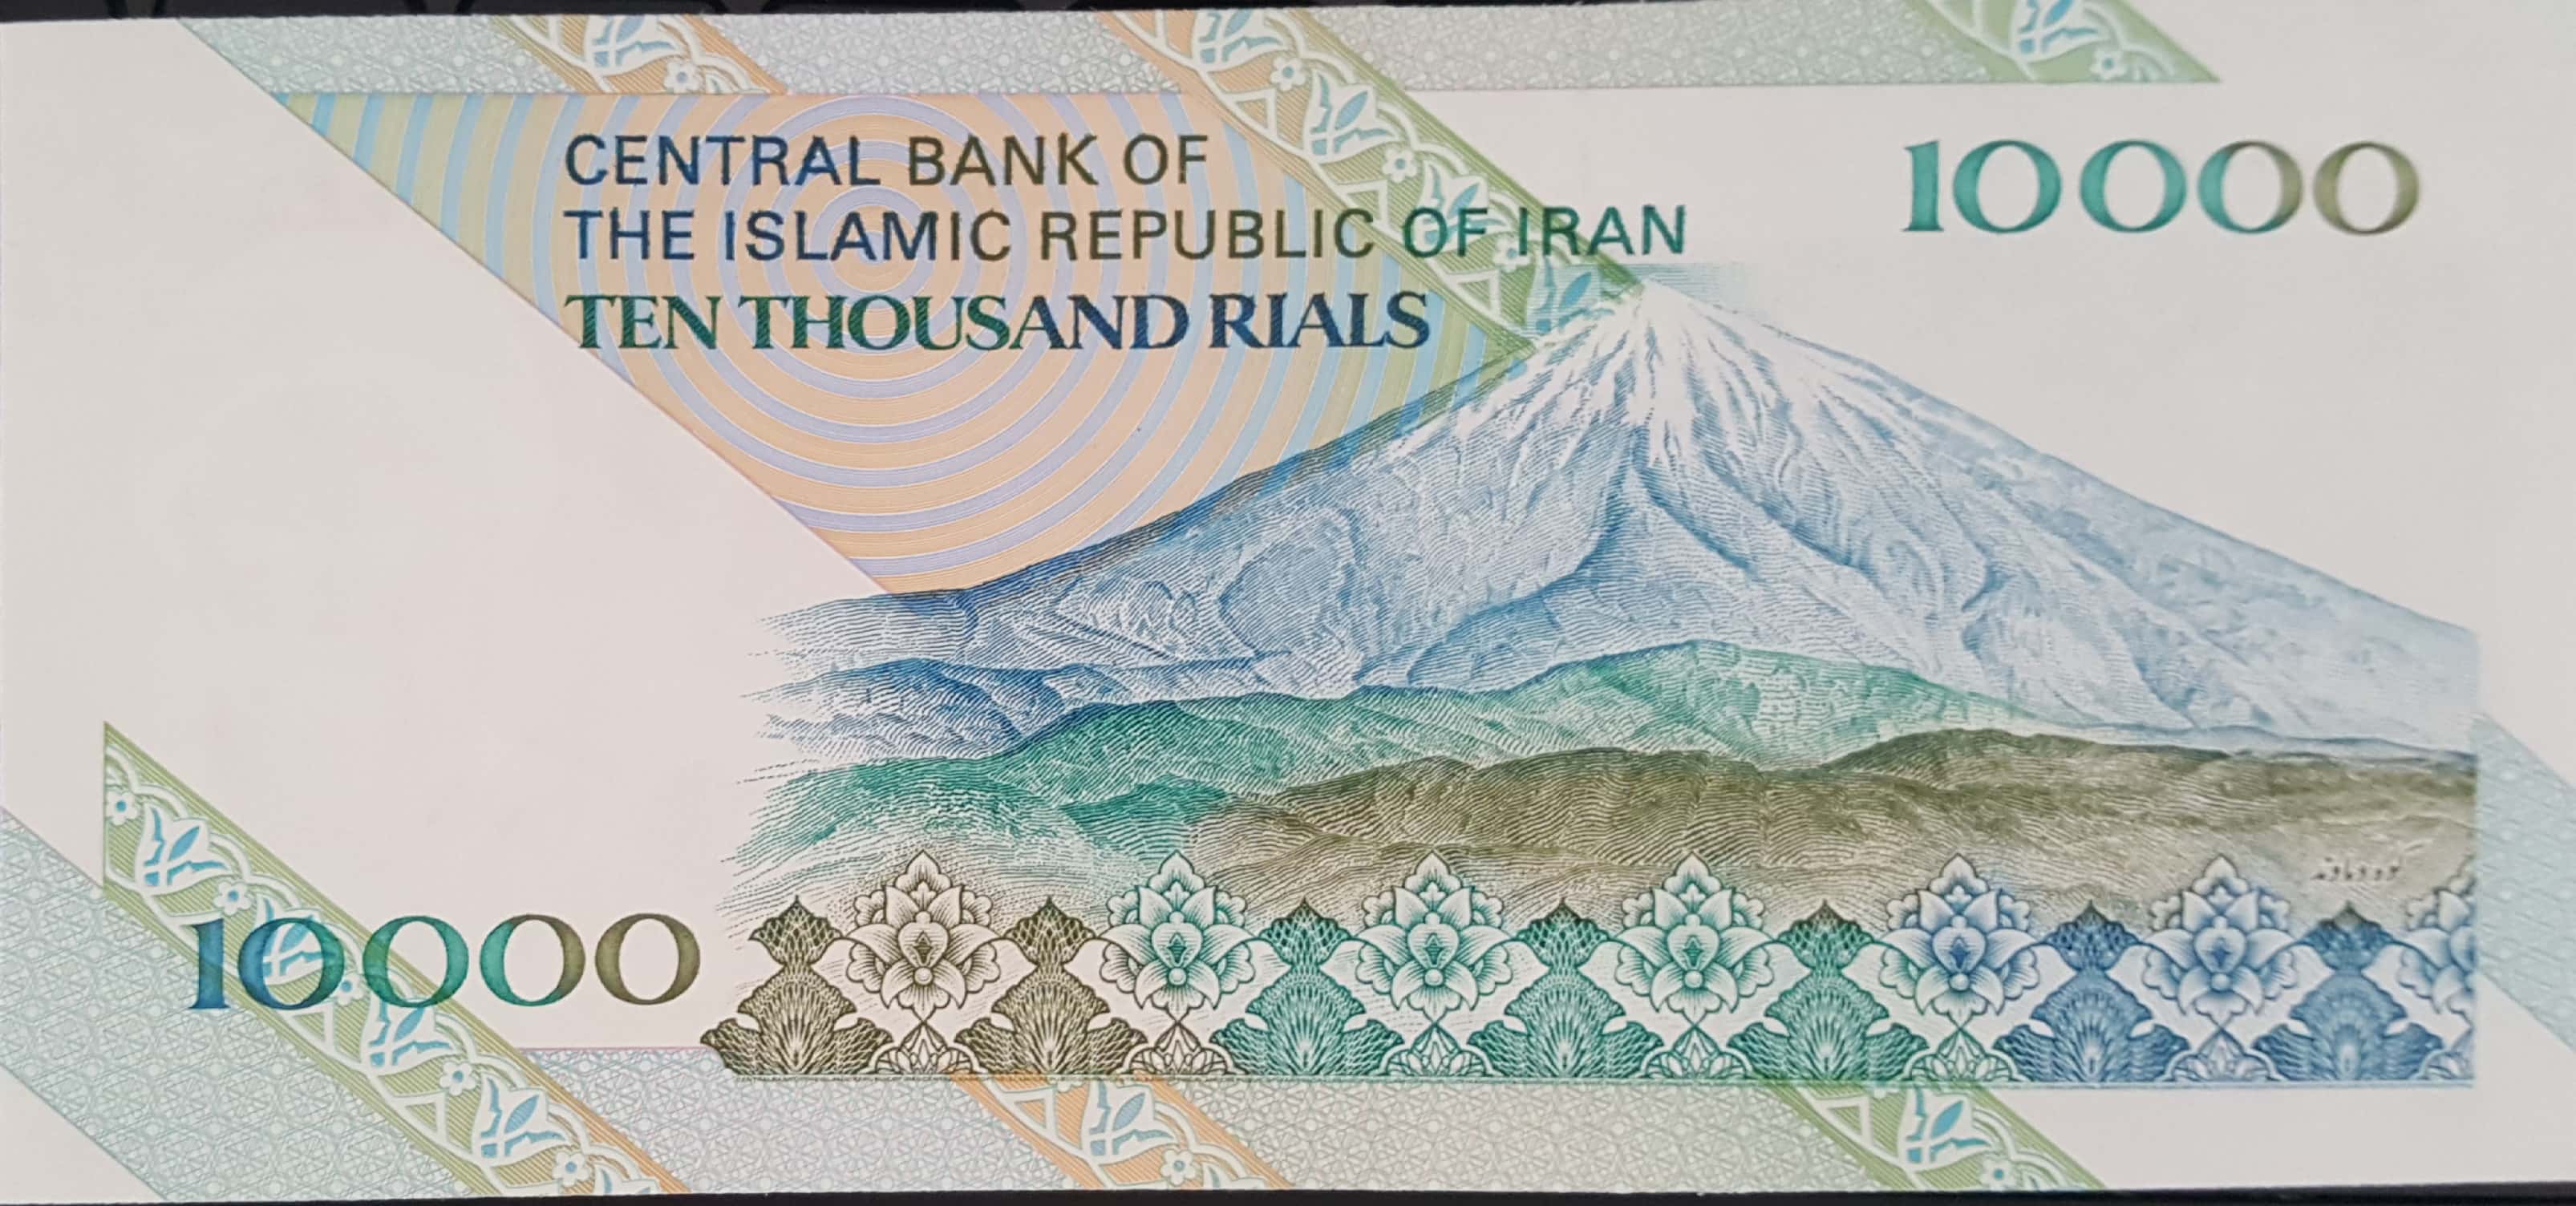 CENTRAL BANK OF
THE ISLAMIC REPUBLIC OF IRAN
TEN THOUSAND RIALS
10000
10000